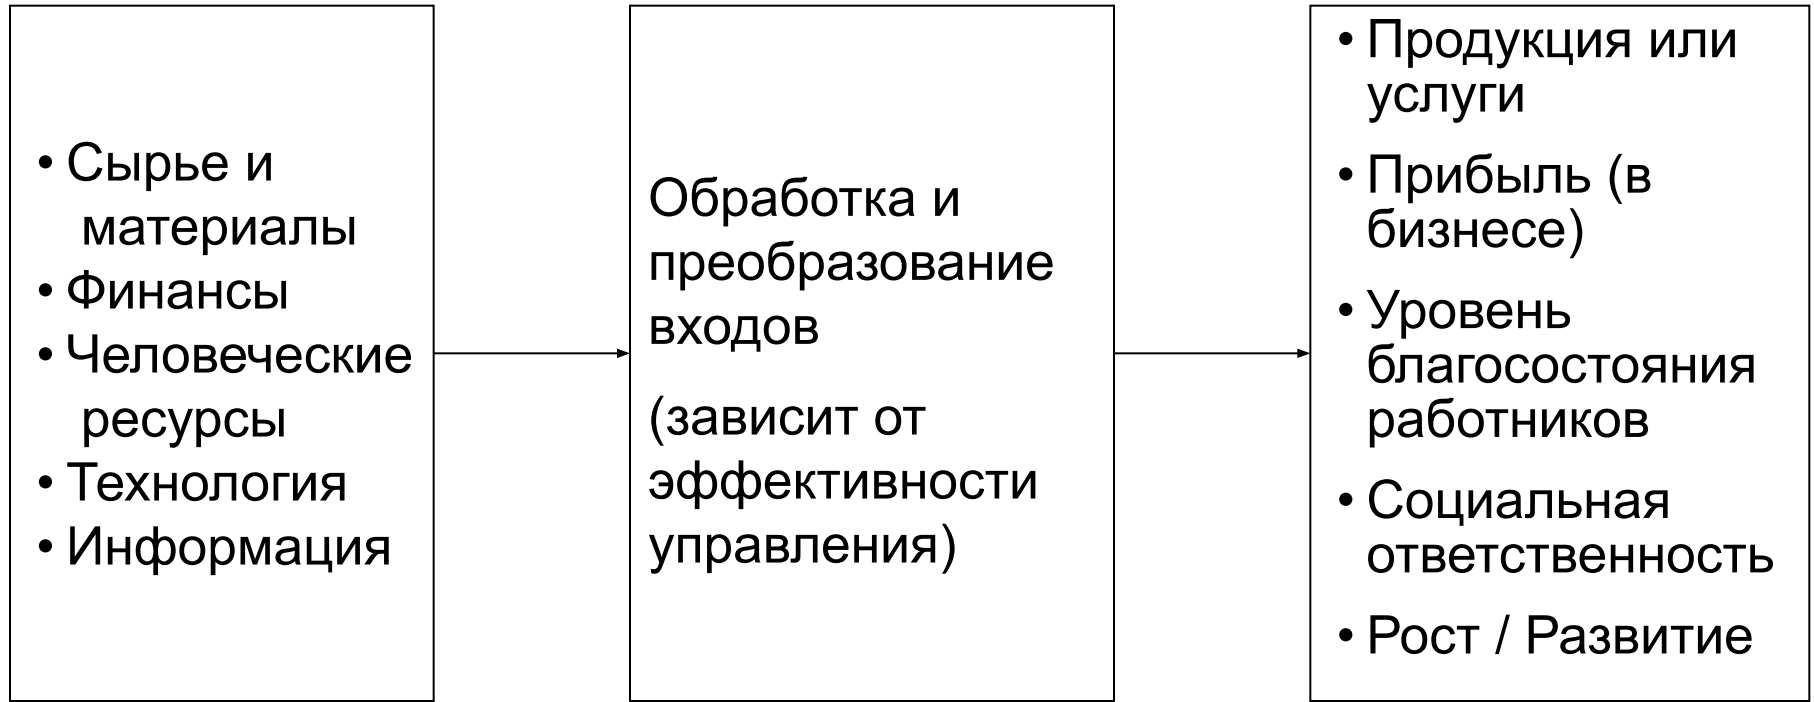 • Сырье и
материалы
• Финансы
• Человеческие
ресурсы
• Технология
• Информация
Обработка и
преобразование
входов
(зависит от
эффективности
управления)
• Продукция или
услуги
• Прибыль (в
бизнесе)
• Уровень
благосостояния
работников
• Социальная
ответственность
• Рост / Развитие